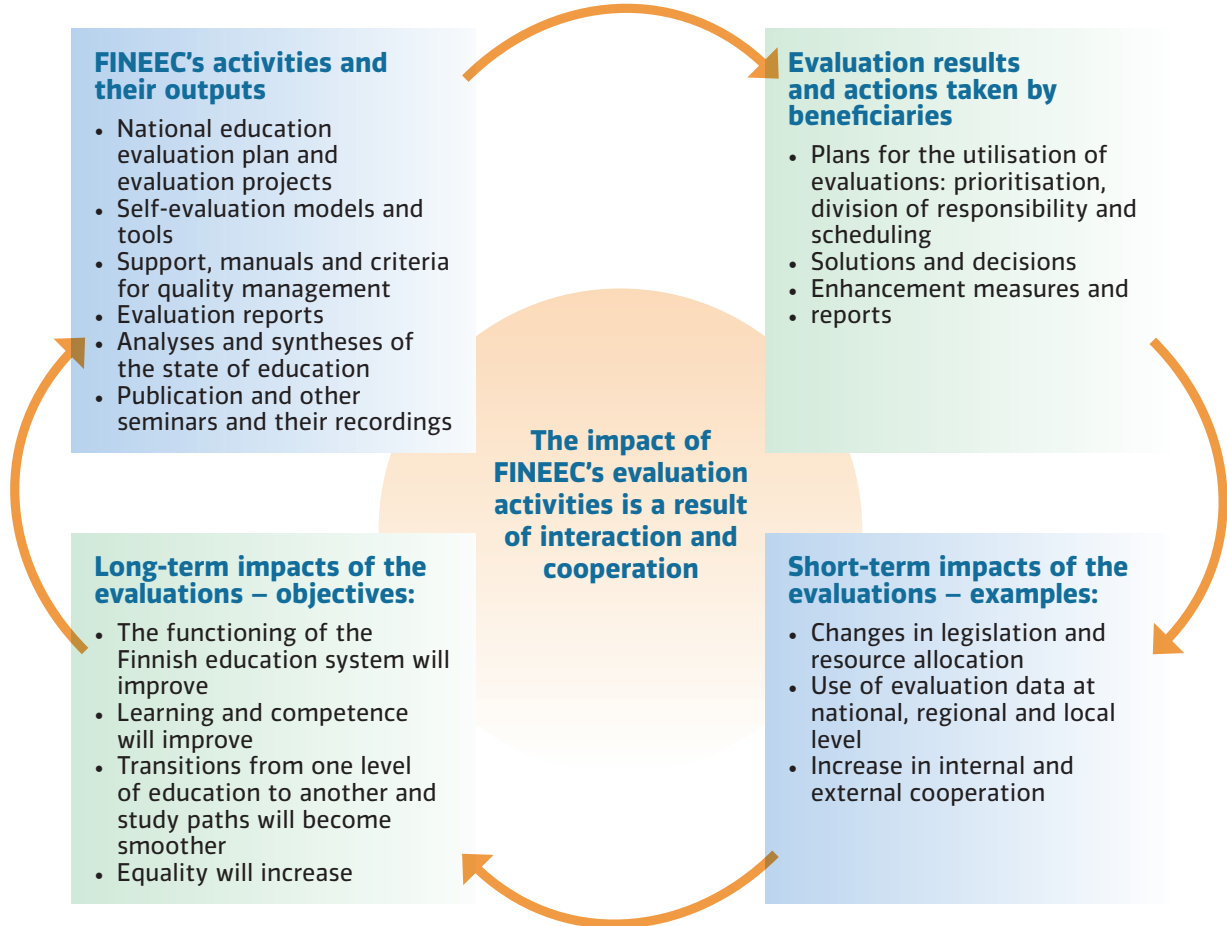 FINEEC's activities and
their outputs
• National education
evaluation plan and
evaluation projects
• Self-evaluation models and
tools
• Support, manuals and criteria
for quality management
• Evaluation reports
• Analyses and syntheses of
the state of education
• Publication and other
seminars and their recordings
Evaluation results
and actions taken by
beneficiaries
• Plans for the utilisation of
evaluations: prioritisation,
division of responsibility and
scheduling
• Solutions and decisions
• Enhancement measures and
• reports
The impact of
FINEEC's evaluation
activities is a result
of interaction and
cooperation
Long-term impacts of the
evaluations – objectives:
• The functioning of the
Finnish education system will
improve
• Learning and competence
will improve
• Transitions from one level
of education to another and
study paths will become
smoother
• Equality will increase
Short-term impacts of the
evaluations – examples:
• Changes in legislation and
resource allocation
• Use of evaluation data at
national, regional and local
level
• Increase in internal and
external cooperation